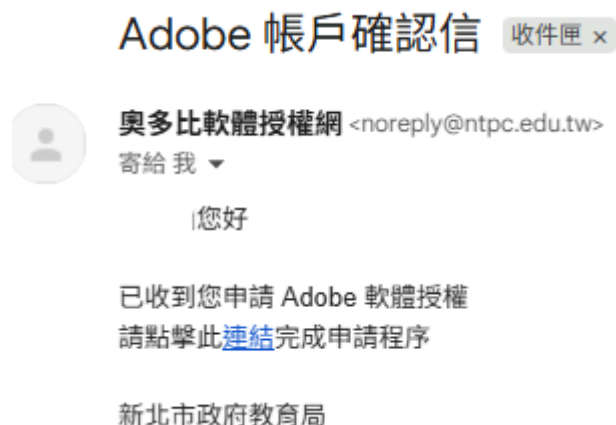 Adobe 帳戶確認信 收件匣 ×
奧多比軟體授權網 <noreply@ntpc.edu.tw>
寄給 我
您好
已收到您申請 Adobe 軟體授權
請點擊此連結完成申請程序
新北市政府教育局